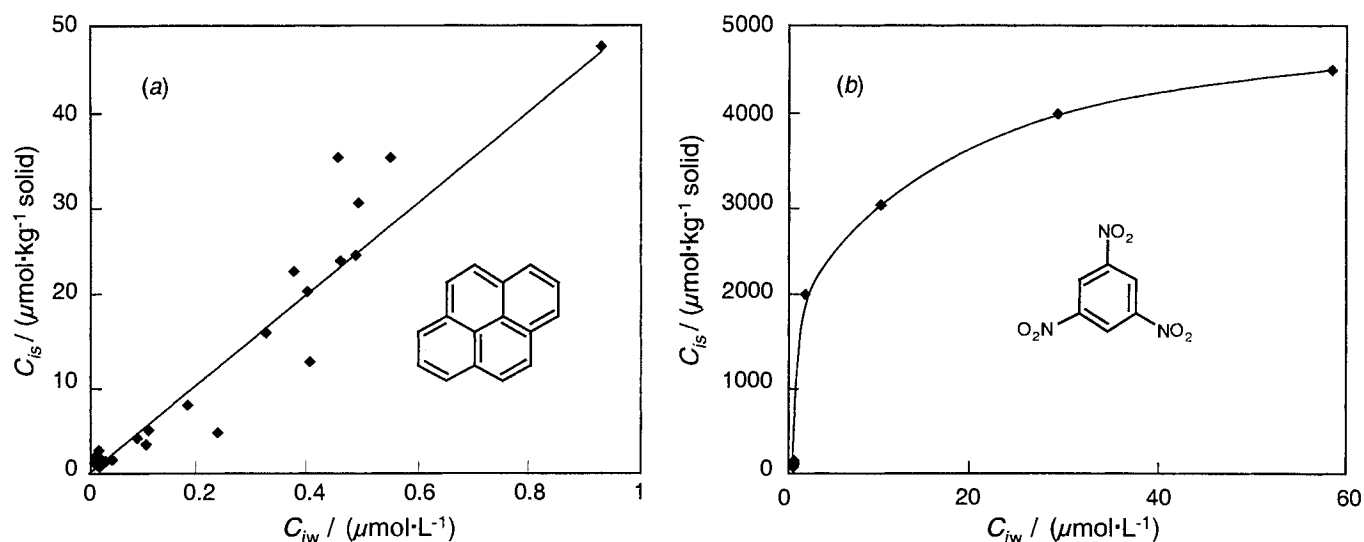 50
40
30
20
10
0
(a)
C_is / (µmol·kg⁻¹ solid)
0 0.2 0.4 0.6 0.8 1
C_iw / (µmol·L⁻¹)
5000
4000
3000
2000
1000
0
(b)
C_is / (µmol·kg⁻¹ solid)
NO₂
O₂N NO₂
0 20 40 60
C_iw / (µmol·L⁻¹)